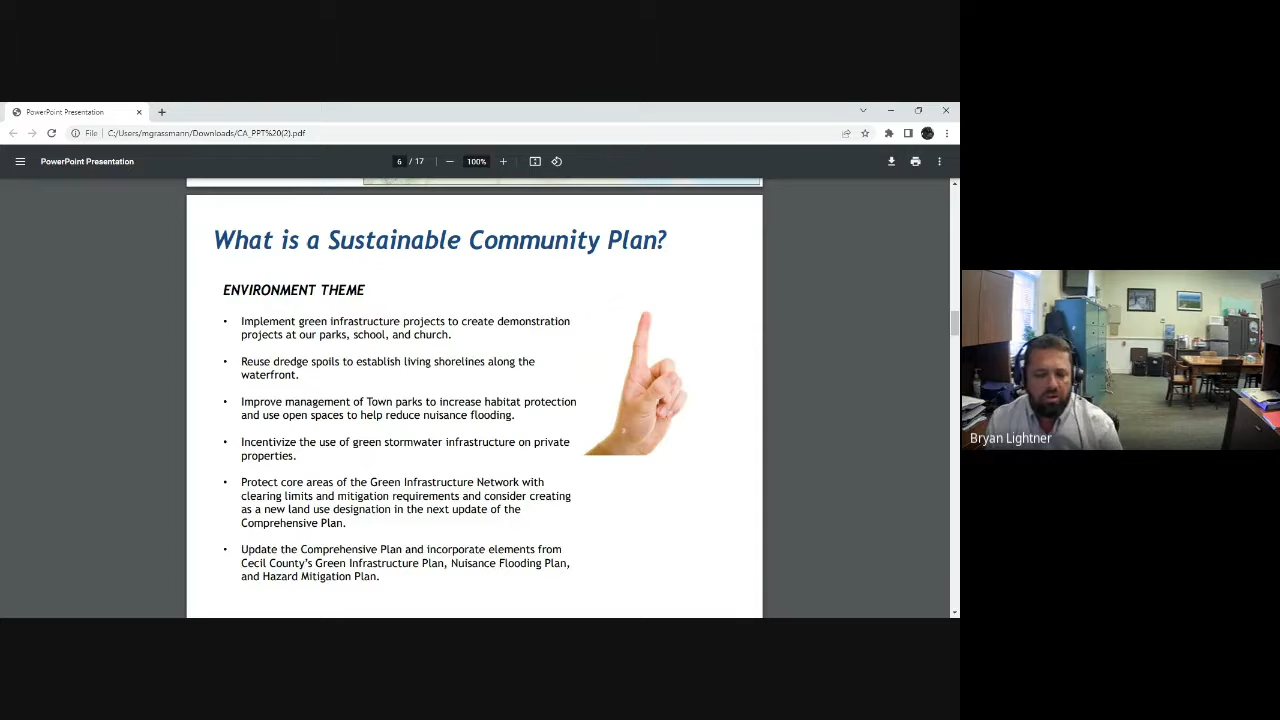 PowerPoint Presentation
File
C:/Users/mgrassmann/Downloads/CA_PPT%20(2).pdf
PowerPoint Presentation
6 / 17
100%
What is a Sustainable Community Plan?
ENVIRONMENT THEME
• Implement green infrastructure projects to create demonstration
projects at our parks, school, and church.
• Reuse dredge spoils to establish living shorelines along the
waterfront.
• Improve management of Town parks to increase habitat protection
and use open spaces to help reduce nuisance flooding.
• Incentivize the use of green stormwater infrastructure on private
properties.
• Protect core areas of the Green Infrastructure Network with
clearing limits and mitigation requirements and consider creating
as a new land use designation in the next update of the
Comprehensive Plan.
• Update the Comprehensive Plan and incorporate elements from
Cecil County's Green Infrastructure Plan, Nuisance Flooding Plan,
and Hazard Mitigation Plan.
Bryan Lightner